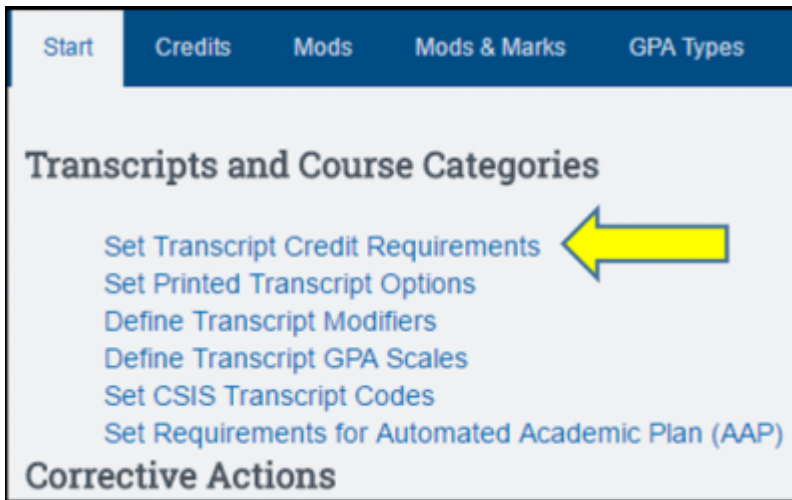 Start Credits Mods Mods & Marks GPA Types
Transcripts and Course Categories
Set Transcript Credit Requirements
Set Printed Transcript Options
Define Transcript Modifiers
Define Transcript GPA Scales
Set CSIS Transcript Codes
Set Requirements for Automated Academic Plan (AAP)
Corrective Actions